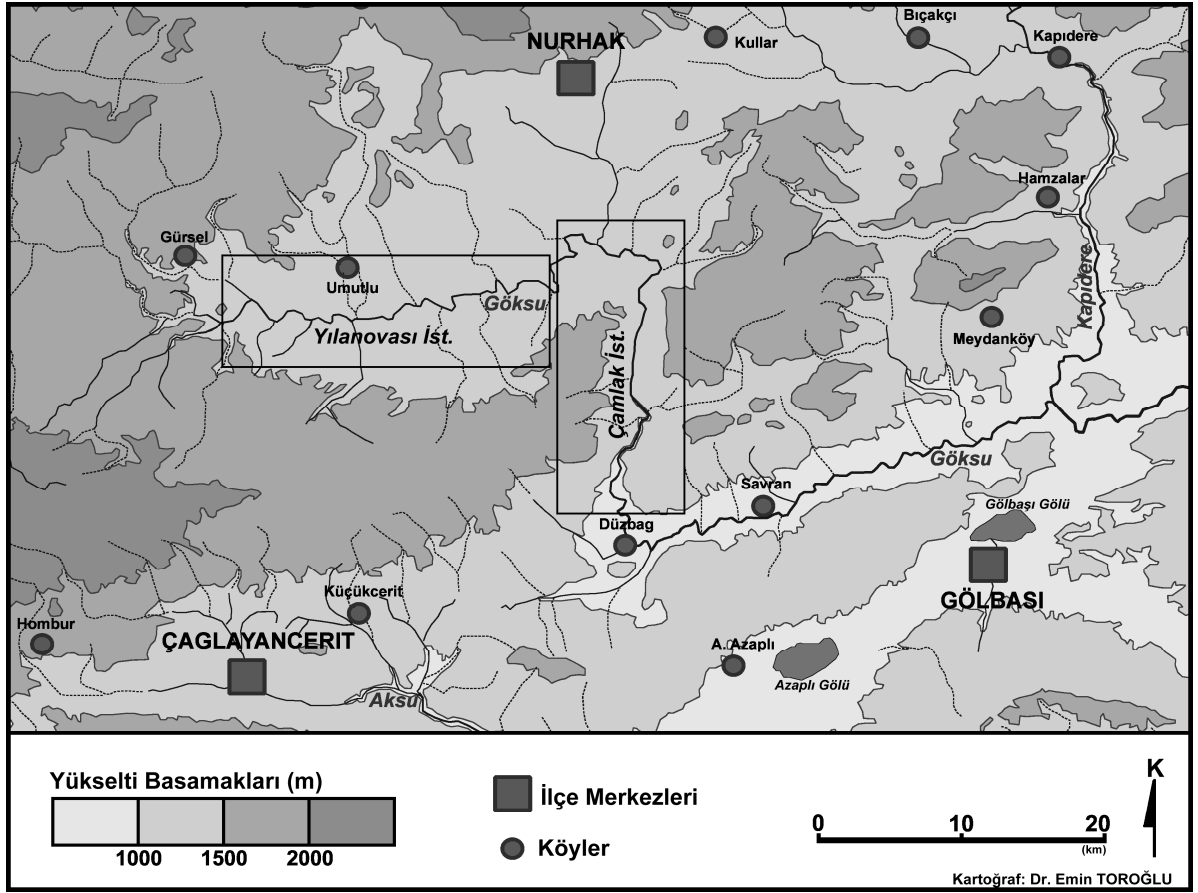 Bıçakçı
NURHAK
Kullar
Kapıdere
Hamzalar
Gürsel
Umutlu
Göksu
Kapıdere
Yılanovası İst.
Çamlak İst.
Meydanköy
Göksu
Savran
Gölbaşı Gölü
Düzbag
Küçükcerit
GÖLBASI
Hombur
ÇAGLAYANCERIT
A. Azaplı
Azaplı Gölü
Aksu
Yükselti Basamakları (m)
1000 1500 2000
İlçe Merkezleri
Köyler
K
0 10 20
(km)
Kartoğraf: Dr. Emin TOROĞLU